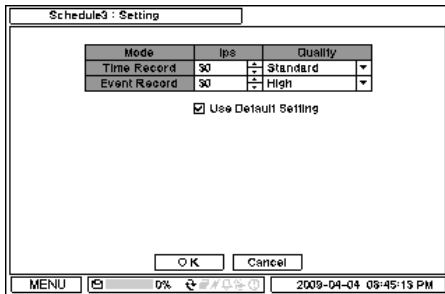 Schedule3 : Setting
Mode Ips Quality
Time Record 30 Standard
Event Record 30 High
Use Default Setting
OK Cancel
MENU 0% 2009-04-04 03:45:13 PM